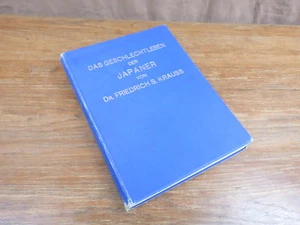 DAS GESCHLECHTLEBEN
DER
JAPANER
VON
DR. FRIEDRICH S. KRAUSS